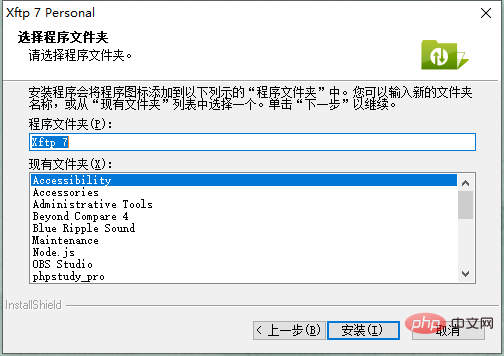 Xftp 7 Personal
选择程序文件夹
请选择程序文件夹。
安装程序会将程序图标添加到以下列示的“程序文件夹”中。您可以输入新的文件夹
名称，或从“现有文件夹”列表中选择一个。单击“下一步”以继续。
程序文件夹(P):
Xftp 7
现有文件夹(X):
Accessibility
Accessories
Administrative Tools
Beyond Compare 4
Blue Ripple Sound
Maintenance
Node.js
OBS Studio
phpstudy_pro
InstallShield
< 上一步(B) 安装(I) 取消
php 中文网